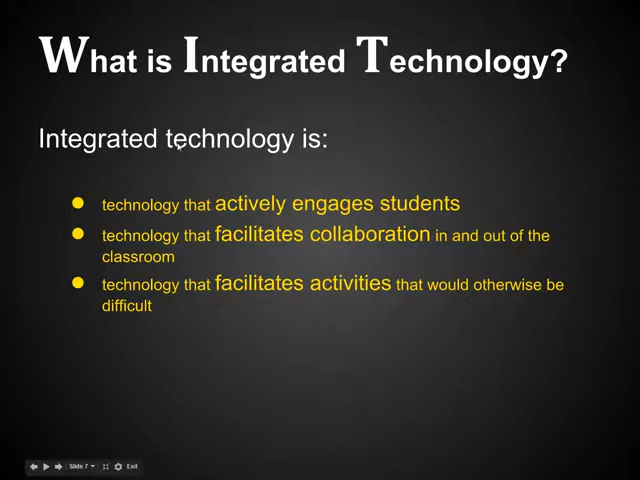 What is Integrated Technology?
Integrated technology is:
technology that actively engages students
technology that facilitates collaboration in and out of the
classroom
technology that facilitates activities that would otherwise be
difficult
Slide 7
Exit